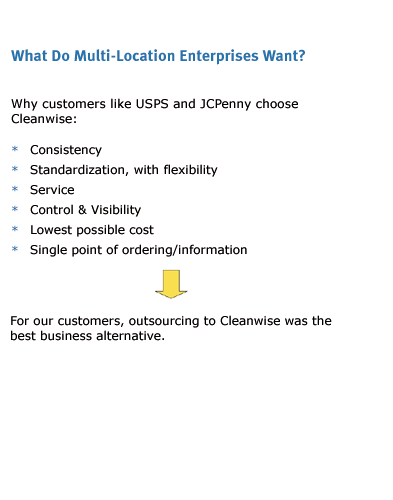 What Do Multi-Location Enterprises Want?
Why customers like USPS and JCPenny choose
Cleanwise:
* Consistency
* Standardization, with flexibility
* Service
* Control & Visibility
* Lowest possible cost
* Single point of ordering/information
For our customers, outsourcing to Cleanwise was the
best business alternative.